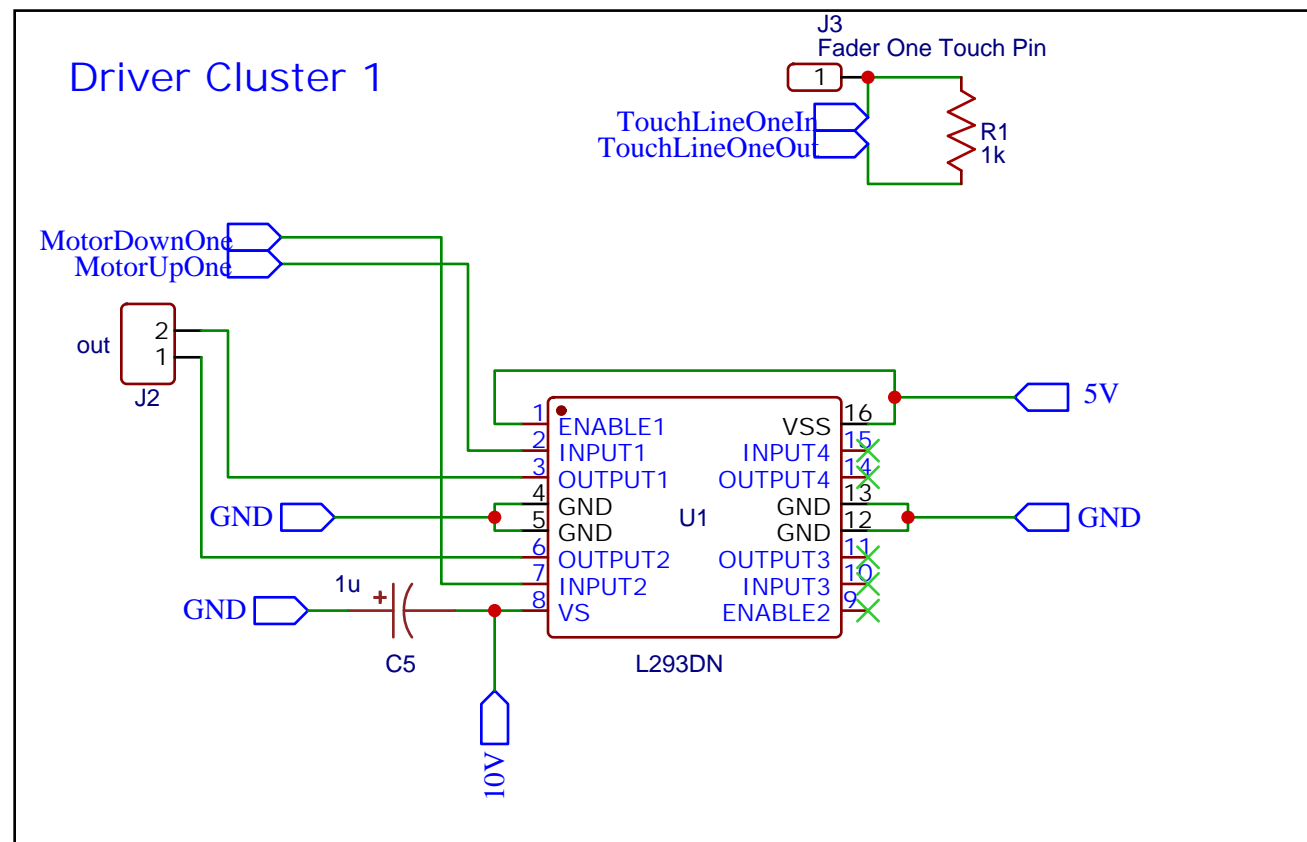 J3
Fader One Touch Pin
Driver Cluster 1
1
TouchLineOneIn
TouchLineOneOut
R1
1k
MotorDownOne
MotorUpOne
out
2
1
J2
5V
1
ENABLE1
VSS
16
2
INPUT1
INPUT4
15
3
OUTPUT1
OUTPUT4
14
4
GND
GND
13
GND
U1
GND
5
GND
GND
12
6
OUTPUT2
OUTPUT3
11
7
INPUT2
INPUT3
10
1u
+
GND
8
VS
ENABLE2
9
C5
L293DN
10V